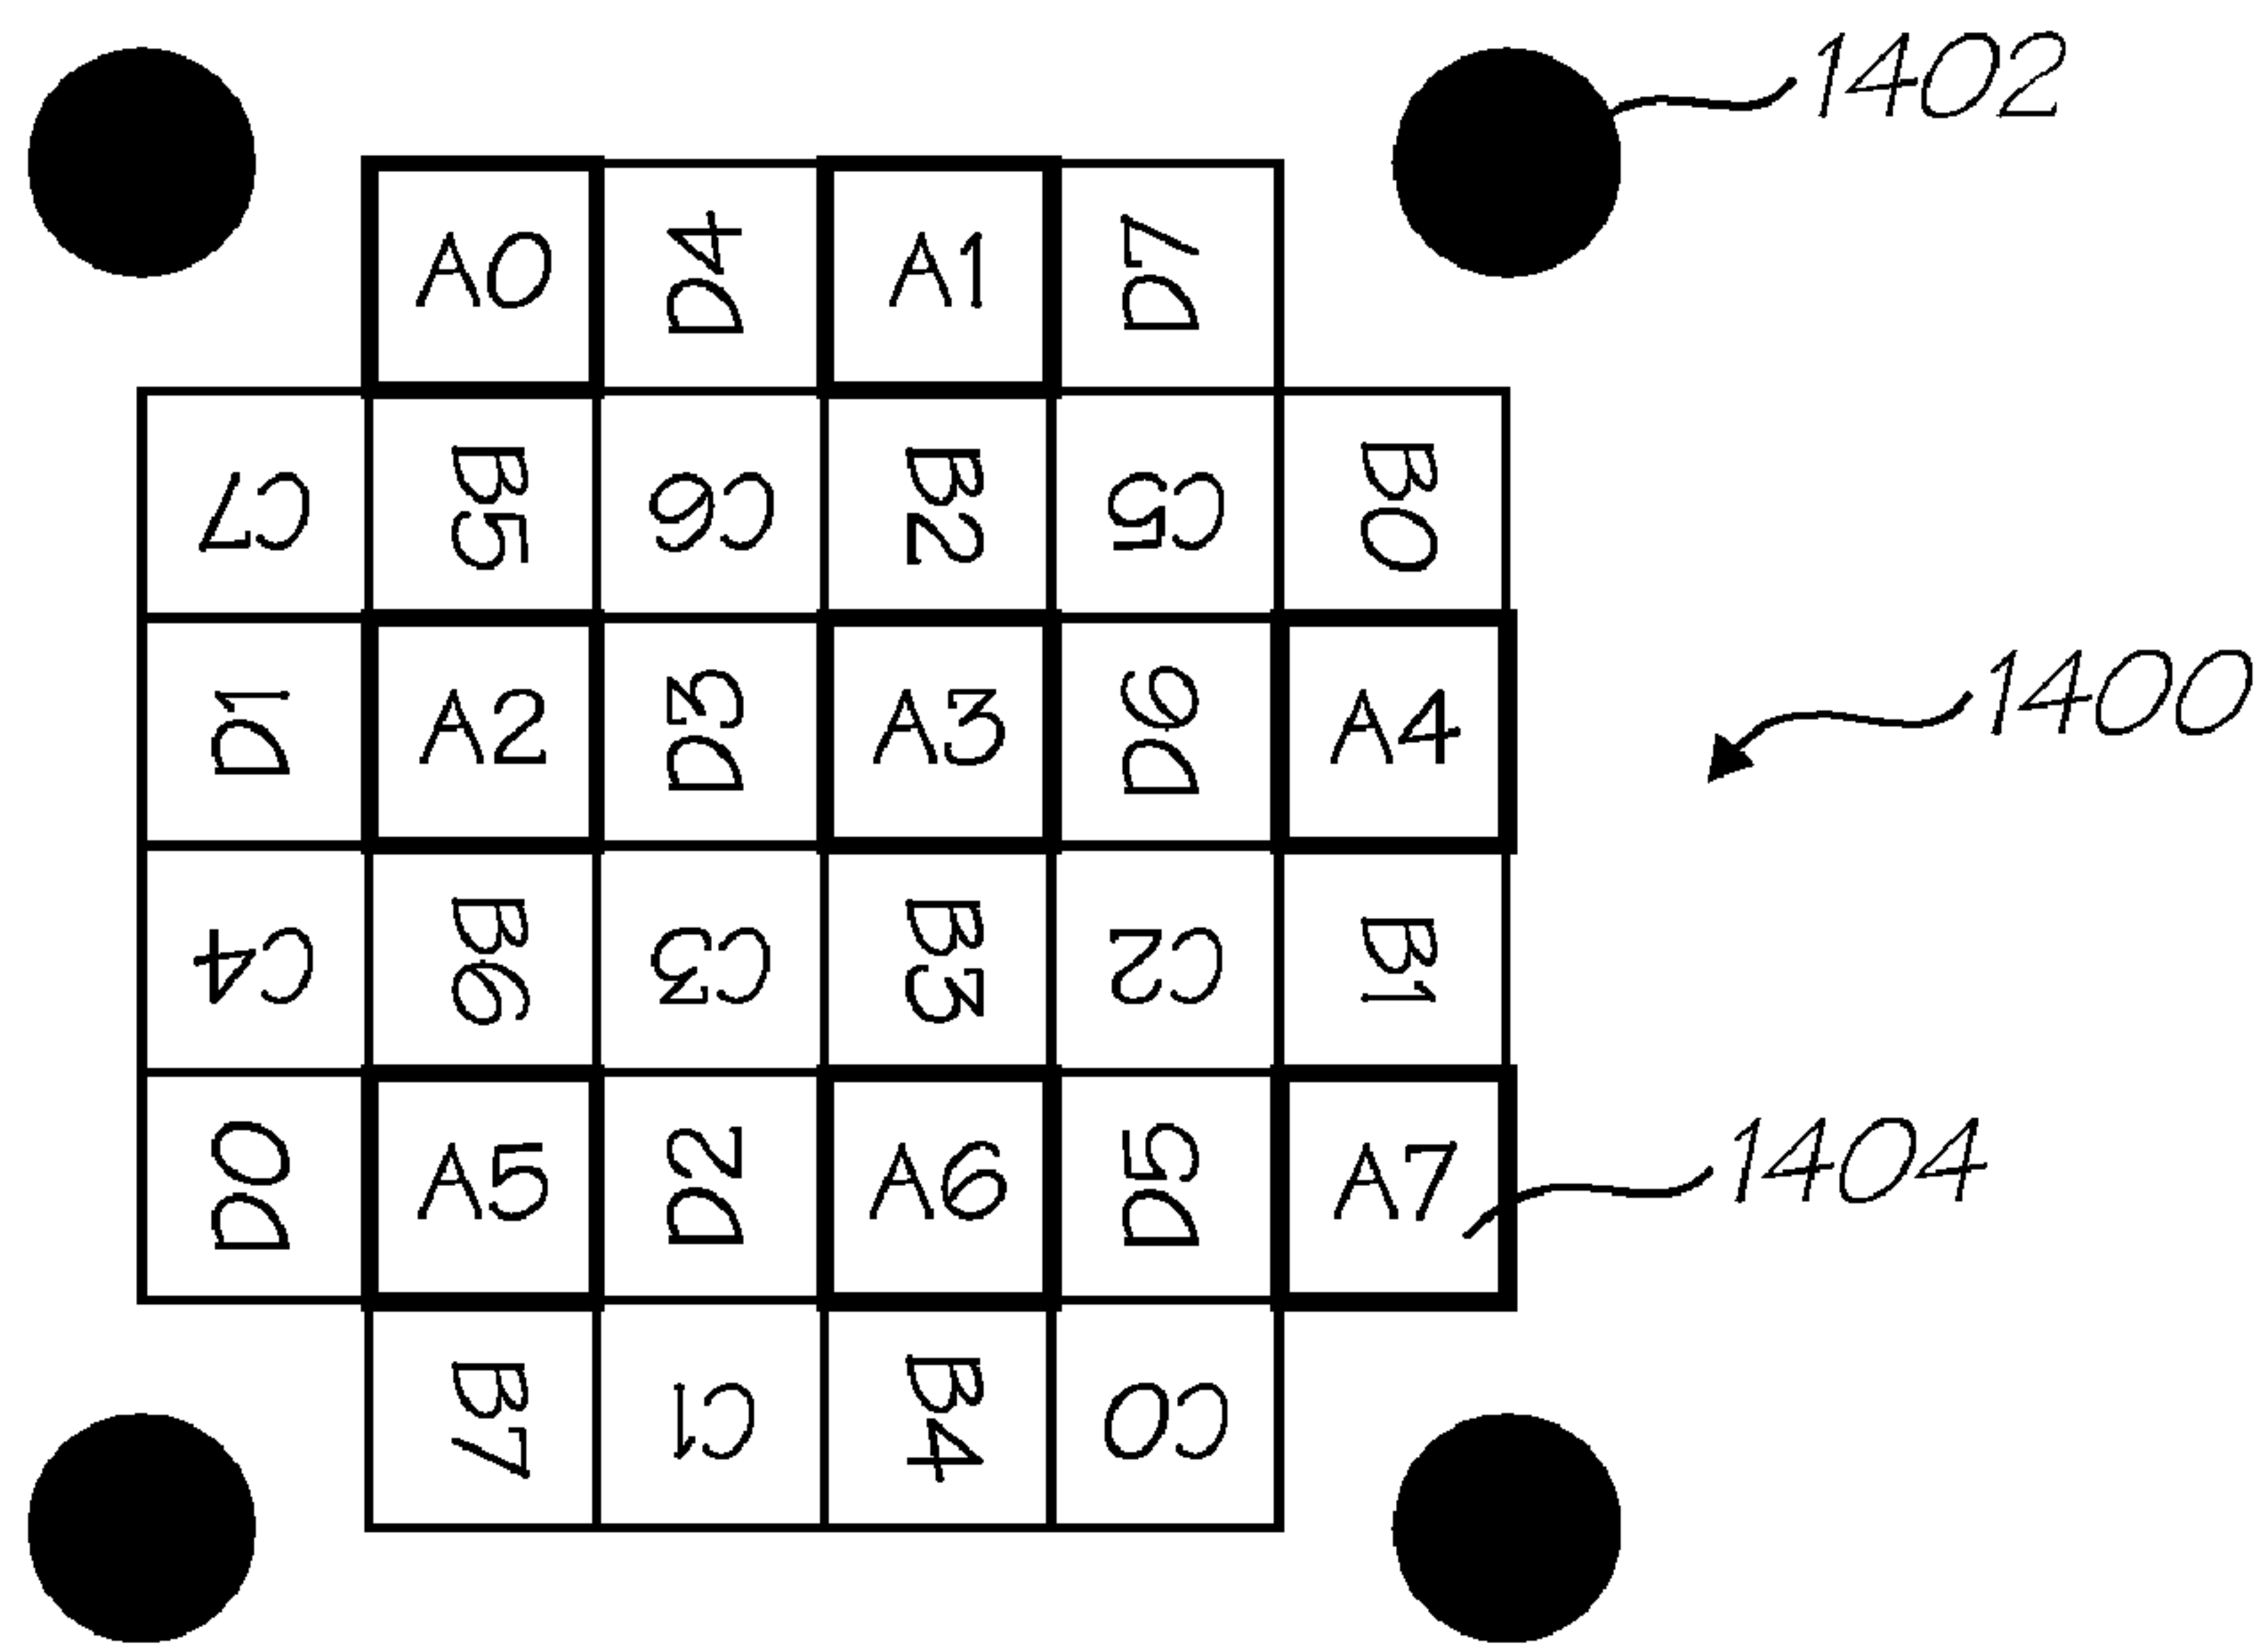 1402
A0 D4 A1 D7
C7 B5 C6 B2 C5 B0
D1 A2 D3 A3 D6 A4
1400
C4 B6 C3 B3 C2 B1
D0 A5 D2 A6 D5 A7
1404
B7 C1 B4 C0